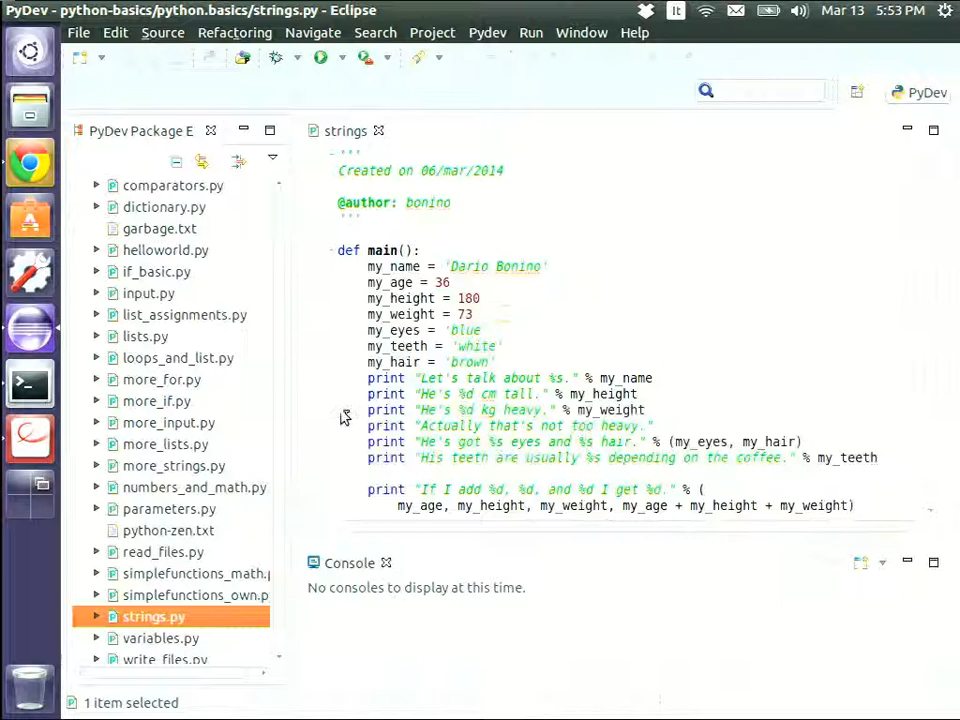 PyDev - python-basics/python.basics/strings.py - Eclipse
It
Mar 13
5:53 PM
File Edit Source Refactoring Navigate Search Project Pydev Run Window Help
PyDev
PyDev Package E
strings
comparators.py
dictionary.py
garbage.txt
helloworld.py
if_basic.py
input.py
list_assignments.py
lists.py
loops_and_list.py
more_for.py
more_if.py
more_input.py
more_lists.py
more_strings.py
numbers_and_math.py
parameters.py
python-zen.txt
read_files.py
simplefunctions_math.p
simplefunctions_own.p
strings.py
variables.py
write_files.py
'''
Created on 06/mar/2014
@author: bonino
'''
def main():
my_name = 'Dario Bonino'
my_age = 36
my_height = 180
my_weight = 73
my_eyes = 'blue'
my_teeth = 'white'
my_hair = 'brown'
print "Let's talk about %s." % my_name
print "He's %d cm tall." % my_height
print "He's %d kg heavy." % my_weight
print "Actually that's not too heavy."
print "He's got %s eyes and %s hair." % (my_eyes, my_hair)
print "His teeth are usually %s depending on the coffee." % my_teeth
print "If I add %d, %d, and %d I get %d." % (
my_age, my_height, my_weight, my_age + my_height + my_weight)
Console
No consoles to display at this time.
1 item selected